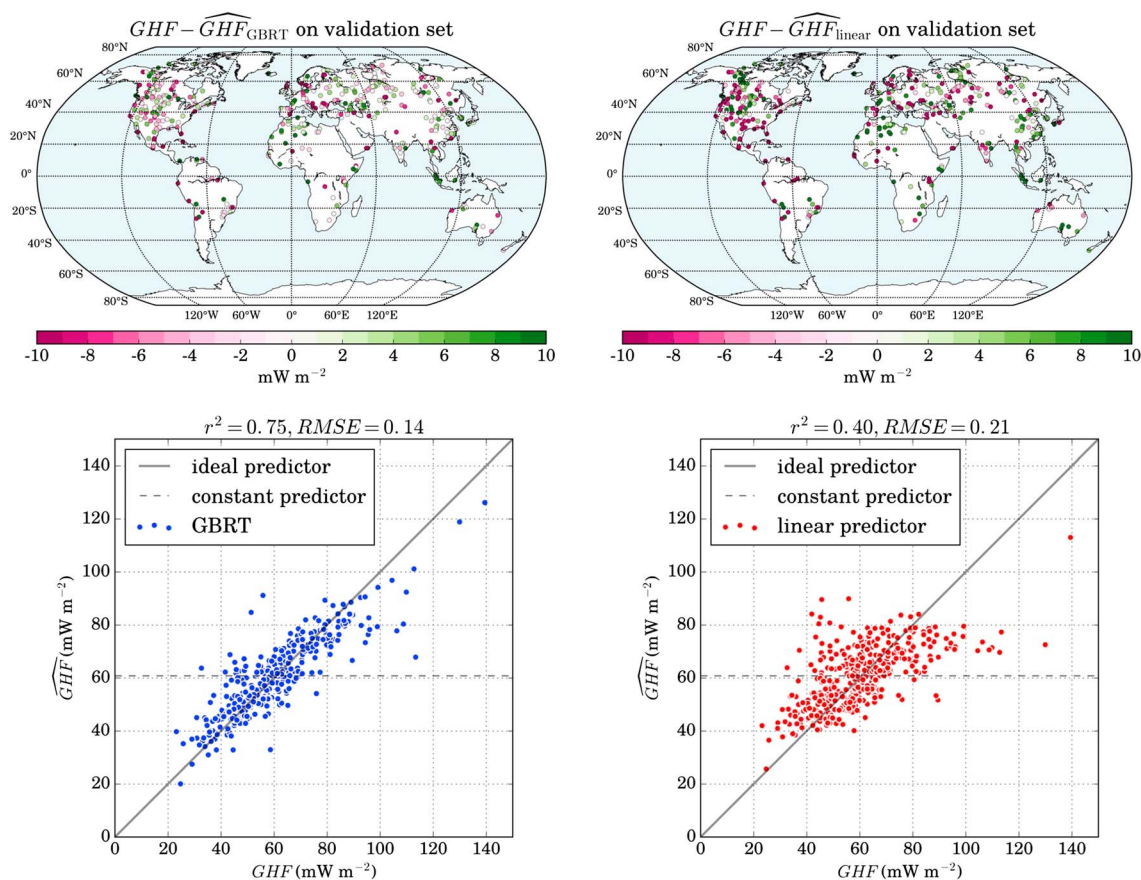 GHF − GHF̂_GBRT on validation set
80°N
60°N
40°N
20°N
0°
20°S
40°S
60°S
80°S
120°W 60°W 0° 60°E 120°E
-10 -8 -6 -4 -2 0 2 4 6 8 10
mW m⁻²
GHF − GHF̂_linear on validation set
80°N
60°N
40°N
20°N
0°
20°S
40°S
60°S
80°S
120°W 60°W 0° 60°E 120°E
-10 -8 -6 -4 -2 0 2 4 6 8 10
mW m⁻²
r² = 0.75, RMSE = 0.14
ideal predictor
constant predictor
GBRT
140
120
100
80
60
40
20
0
GHF̂ (mW m⁻²)
0 20 40 60 80 100 120 140
GHF (mW m⁻²)
r² = 0.40, RMSE = 0.21
ideal predictor
constant predictor
linear predictor
140
120
100
80
60
40
20
0
GHF̂ (mW m⁻²)
0 20 40 60 80 100 120 140
GHF (mW m⁻²)